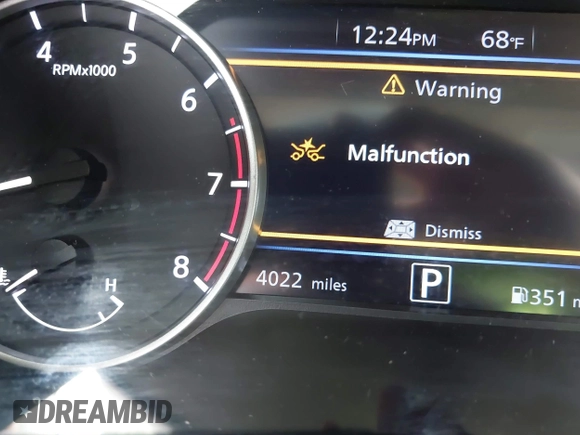 12:24PM 68°F
4 5 6 7 8
RPMx1000
Warning
Malfunction
Dismiss
H
4022 miles P 351
DREAMBID